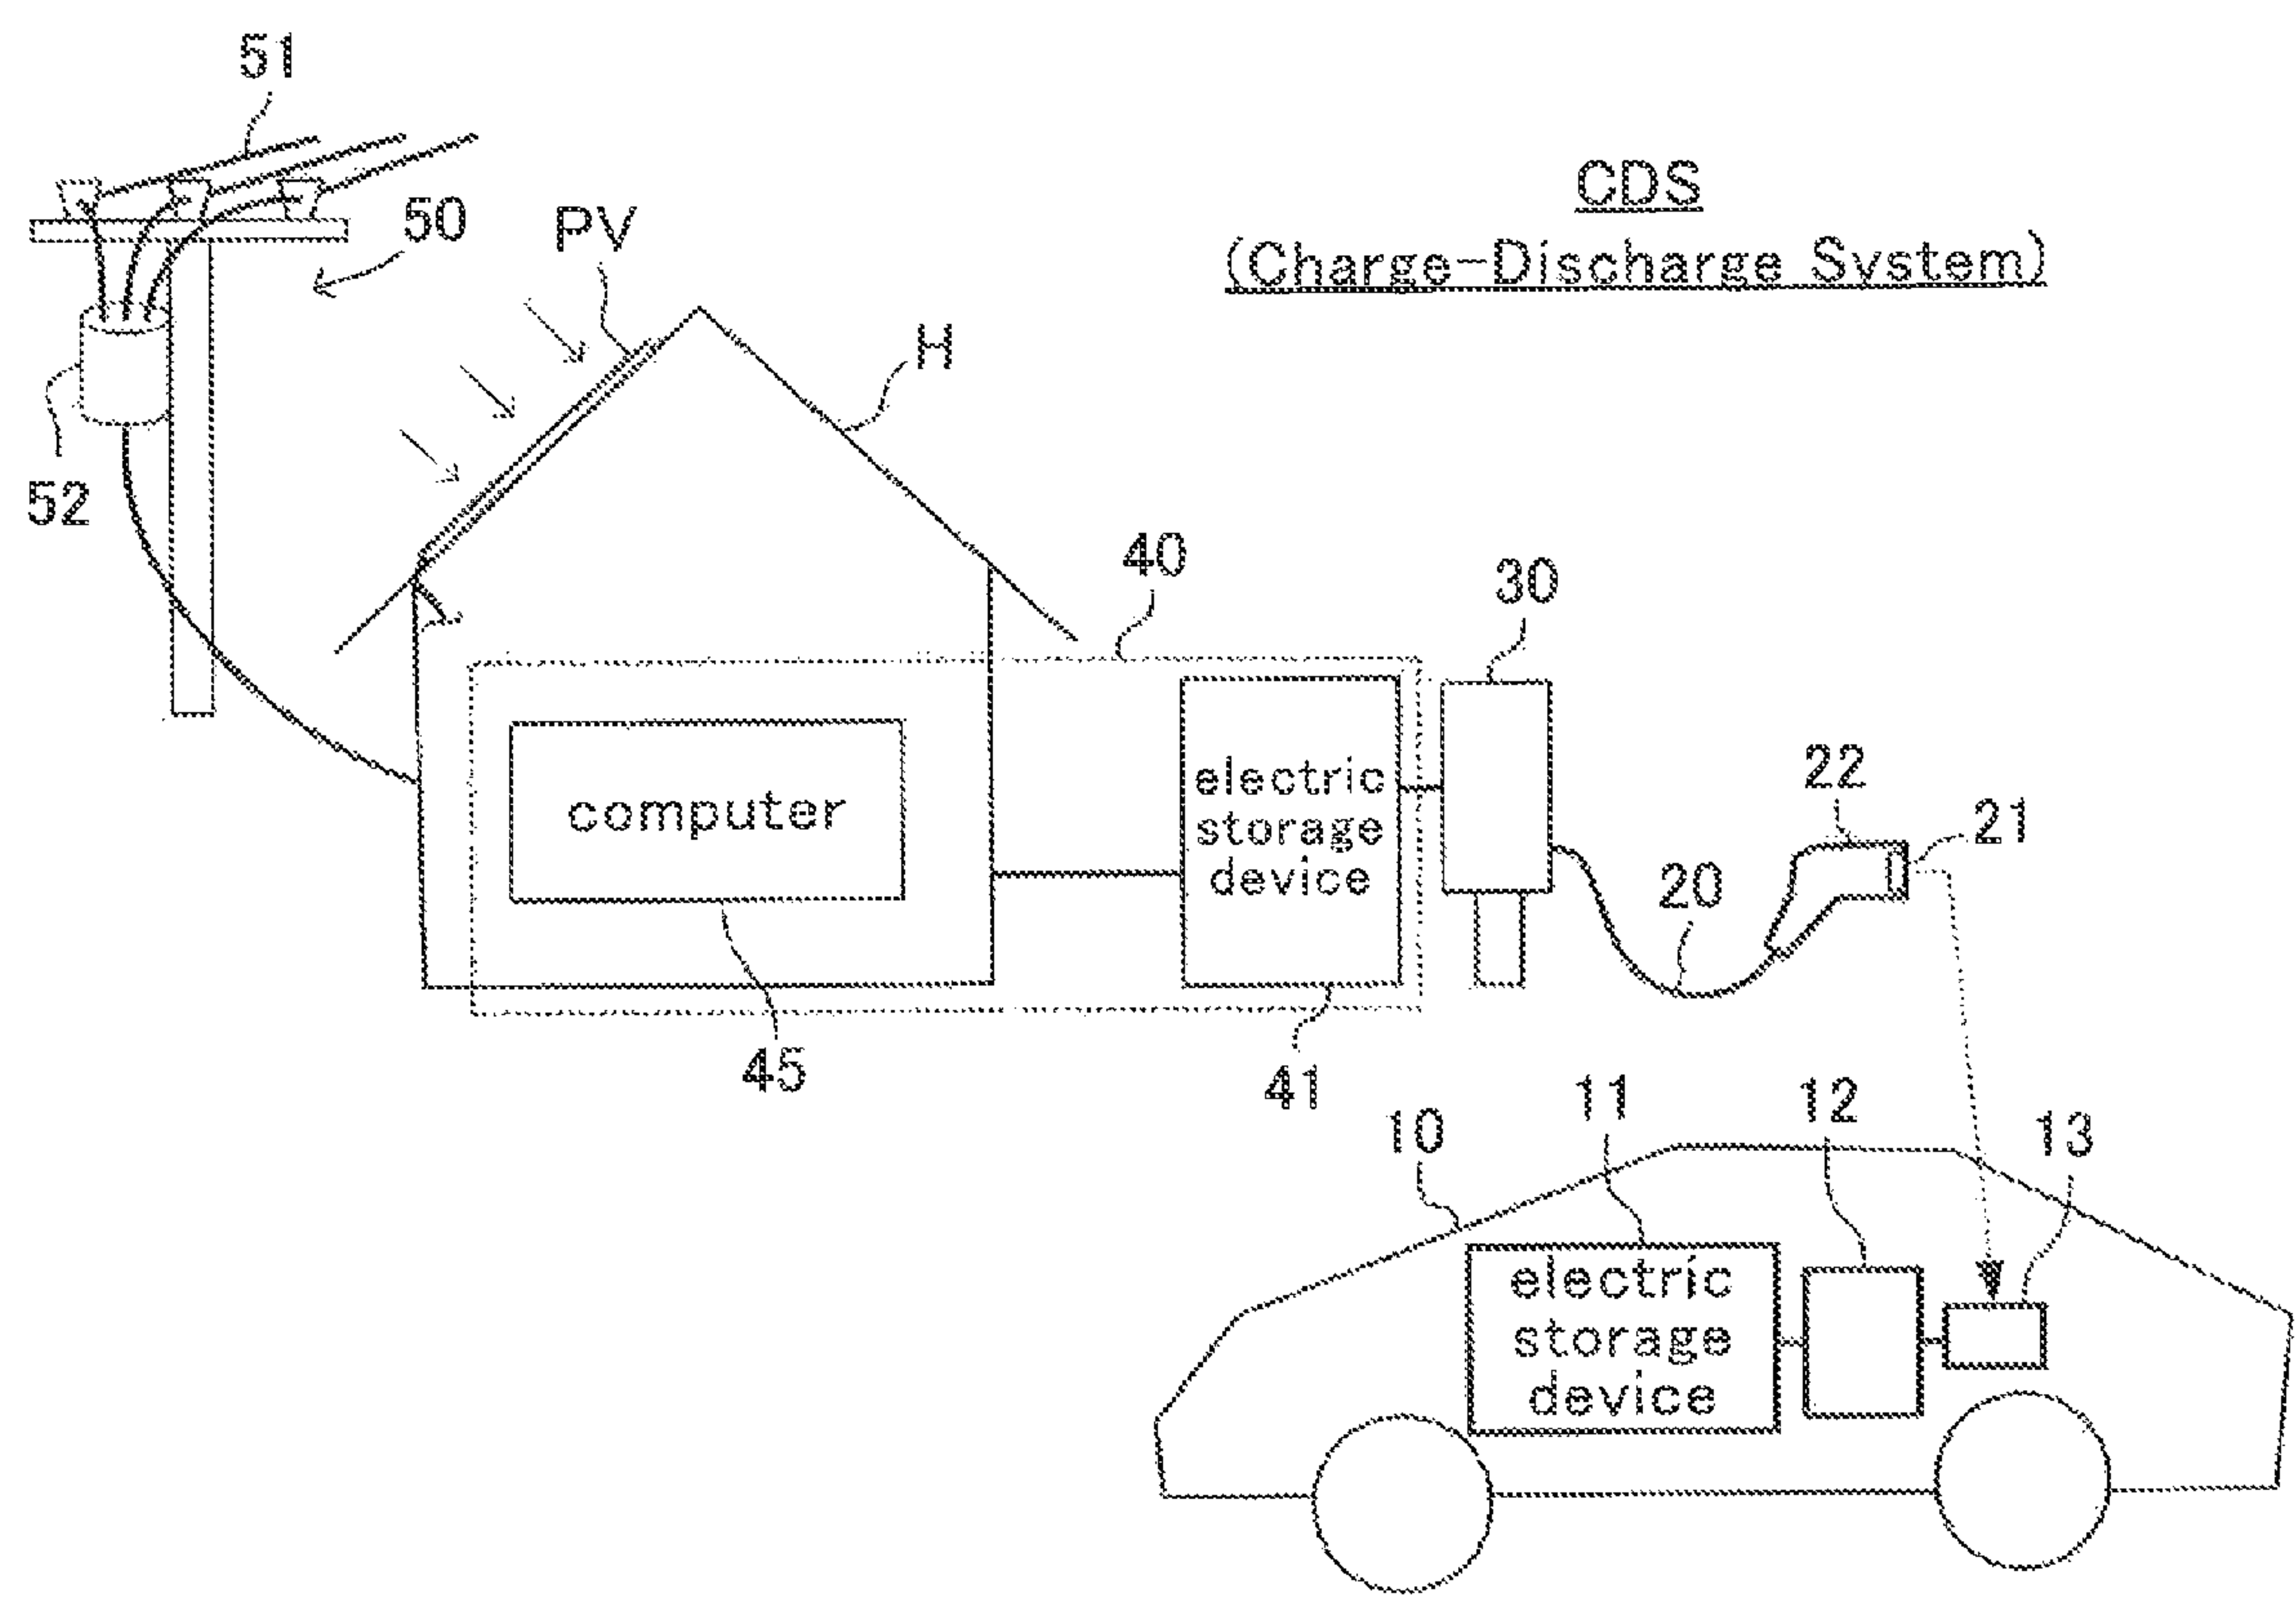 51
CDS
(Charge-Discharge System)
50
PV
H
52
40
30
computer
electric
storage
device
22
21
20
45
41
10
11
12
13
electric
storage
device